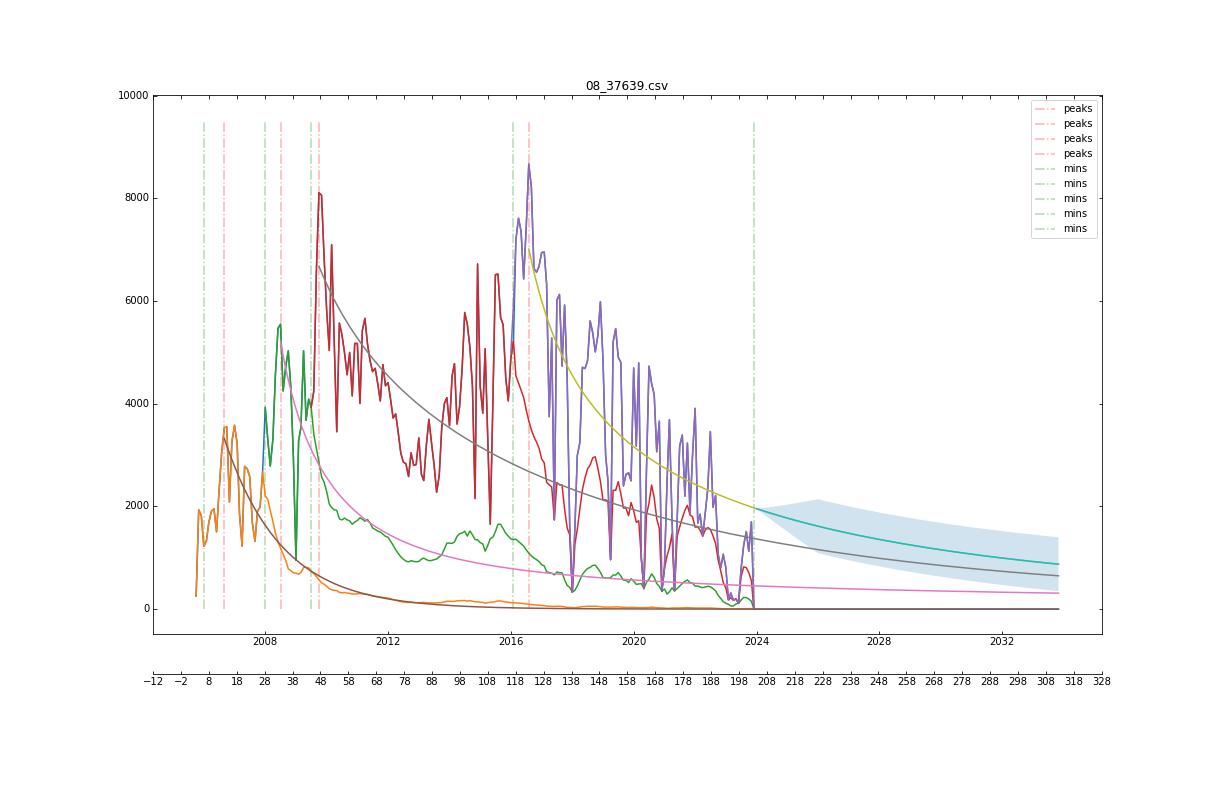 08_37639.csv
10000
8000
6000
4000
2000
0
peaks
peaks
peaks
peaks
mins
mins
mins
mins
mins
2008 2012 2016 2020 2024 2028 2032
−12 −2 8 18 28 38 48 58 68 78 88 98 108 118 128 138 148 158 168 178 188 198 208 218 228 238 248 258 268 278 288 298 308 318 328